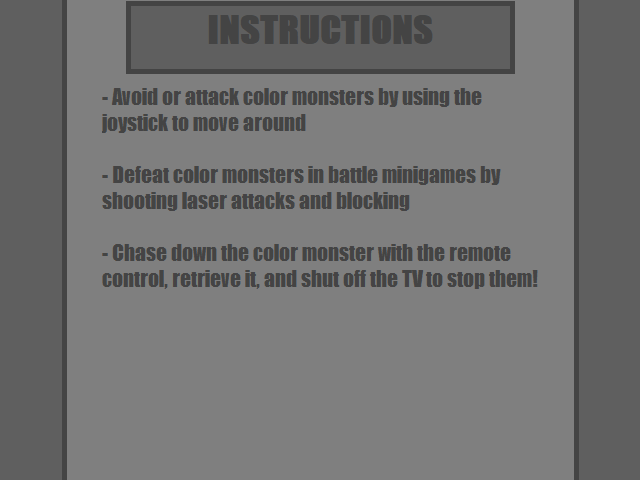 INSTRUCTIONS
- Avoid or attack color monsters by using the
joystick to move around
- Defeat color monsters in battle minigames by
shooting laser attacks and blocking
- Chase down the color monster with the remote
control, retrieve it, and shut off the TV to stop them!